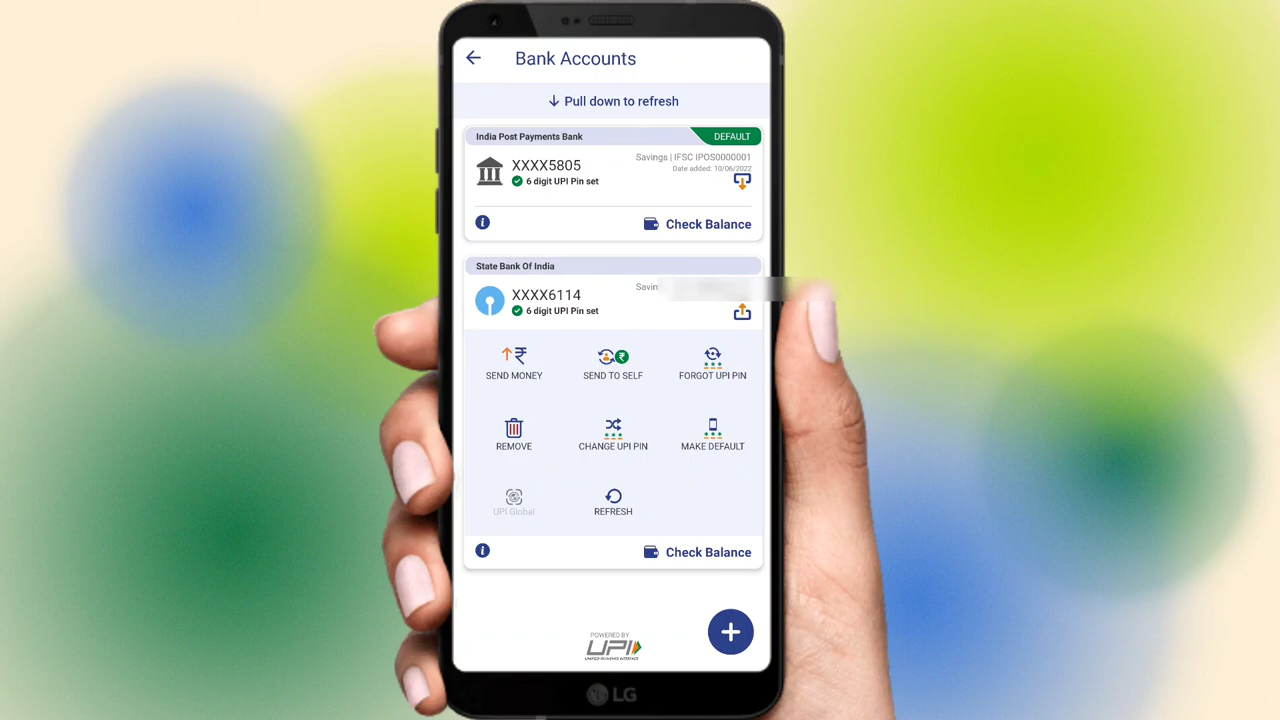 Bank Accounts
Pull down to refresh
India Post Payments Bank
DEFAULT
XXXX5805
Savings | IFSC IPOS0000001
Date added: 10/06/2022
6 digit UPI Pin set
Check Balance
State Bank Of India
XXXX6114
6 digit UPI Pin set
SEND MONEY
SEND TO SELF
FORGOT UPI PIN
REMOVE
CHANGE UPI PIN
MAKE DEFAULT
UPI Global
REFRESH
Check Balance
POWERED BY
UPI
UNIFIED PAYMENTS INTERFACE
LG